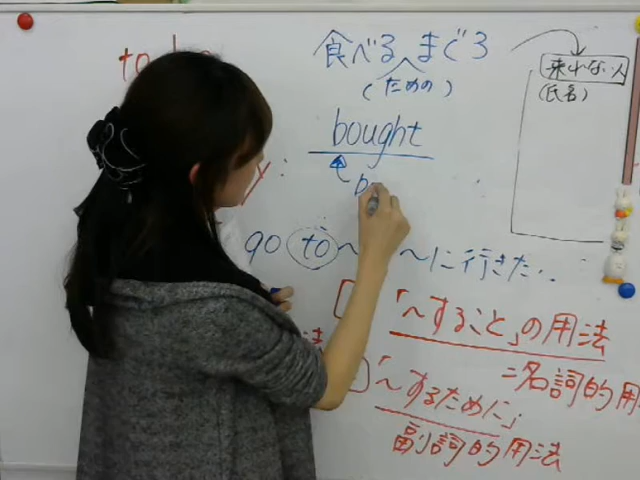 食べるまぐろ
(ための)
来れない人
(氏名)
bought
go to ~ ~に行きた
「~すること」の用法
=名詞的用
「~するために」
副詞的用法